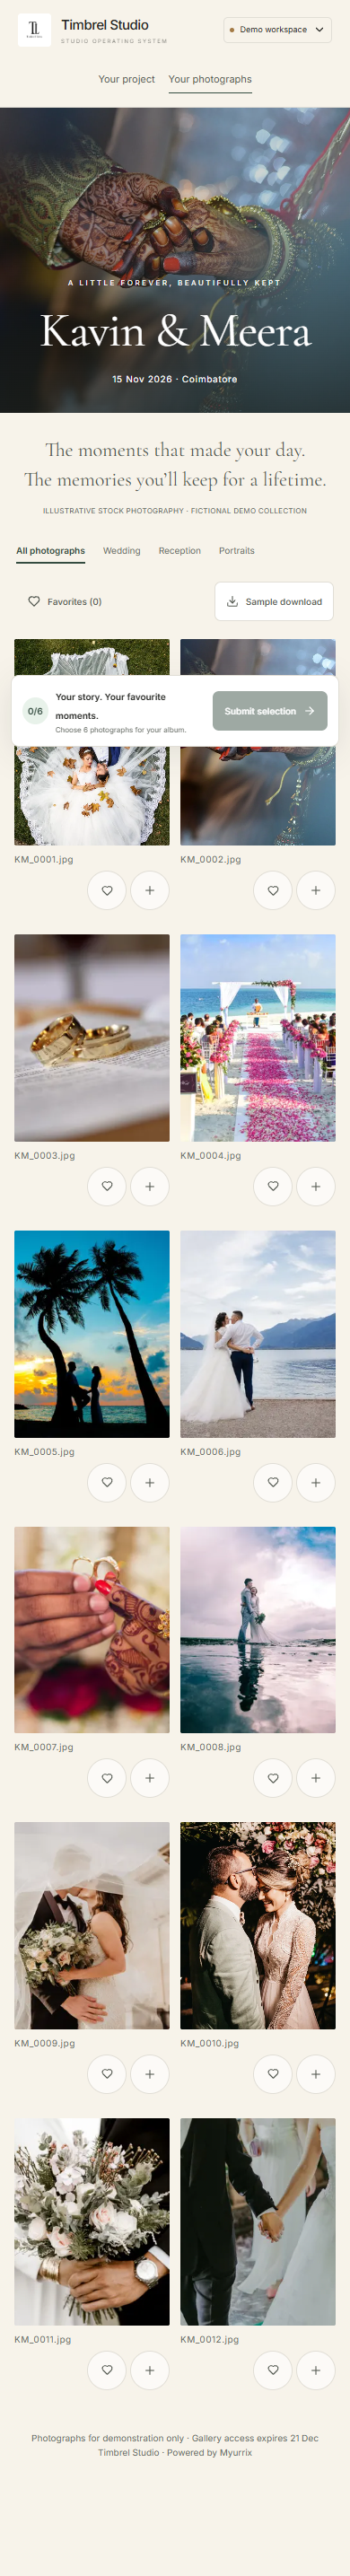 Timbrel Studio
STUDIO OPERATING SYSTEM
Demo workspace
Your project
Your photographs
A LITTLE FOREVER, BEAUTIFULLY KEPT
Kavin & Meera
15 Nov 2026 · Coimbatore
The moments that made your day.
The memories you'll keep for a lifetime.
ILLUSTRATIVE STOCK PHOTOGRAPHY · FICTIONAL DEMO COLLECTION
All photographs
Wedding
Reception
Portraits
Favorites (0)
Sample download
0/6
Your story. Your favourite
moments.
Choose 6 photographs for your album.
Submit selection
KM_0001.jpg
KM_0002.jpg
KM_0003.jpg
KM_0004.jpg
KM_0005.jpg
KM_0006.jpg
KM_0007.jpg
KM_0008.jpg
KM_0009.jpg
KM_0010.jpg
KM_0011.jpg
KM_0012.jpg
Photographs for demonstration only · Gallery access expires 21 Dec
Timbrel Studio · Powered by Myurrix